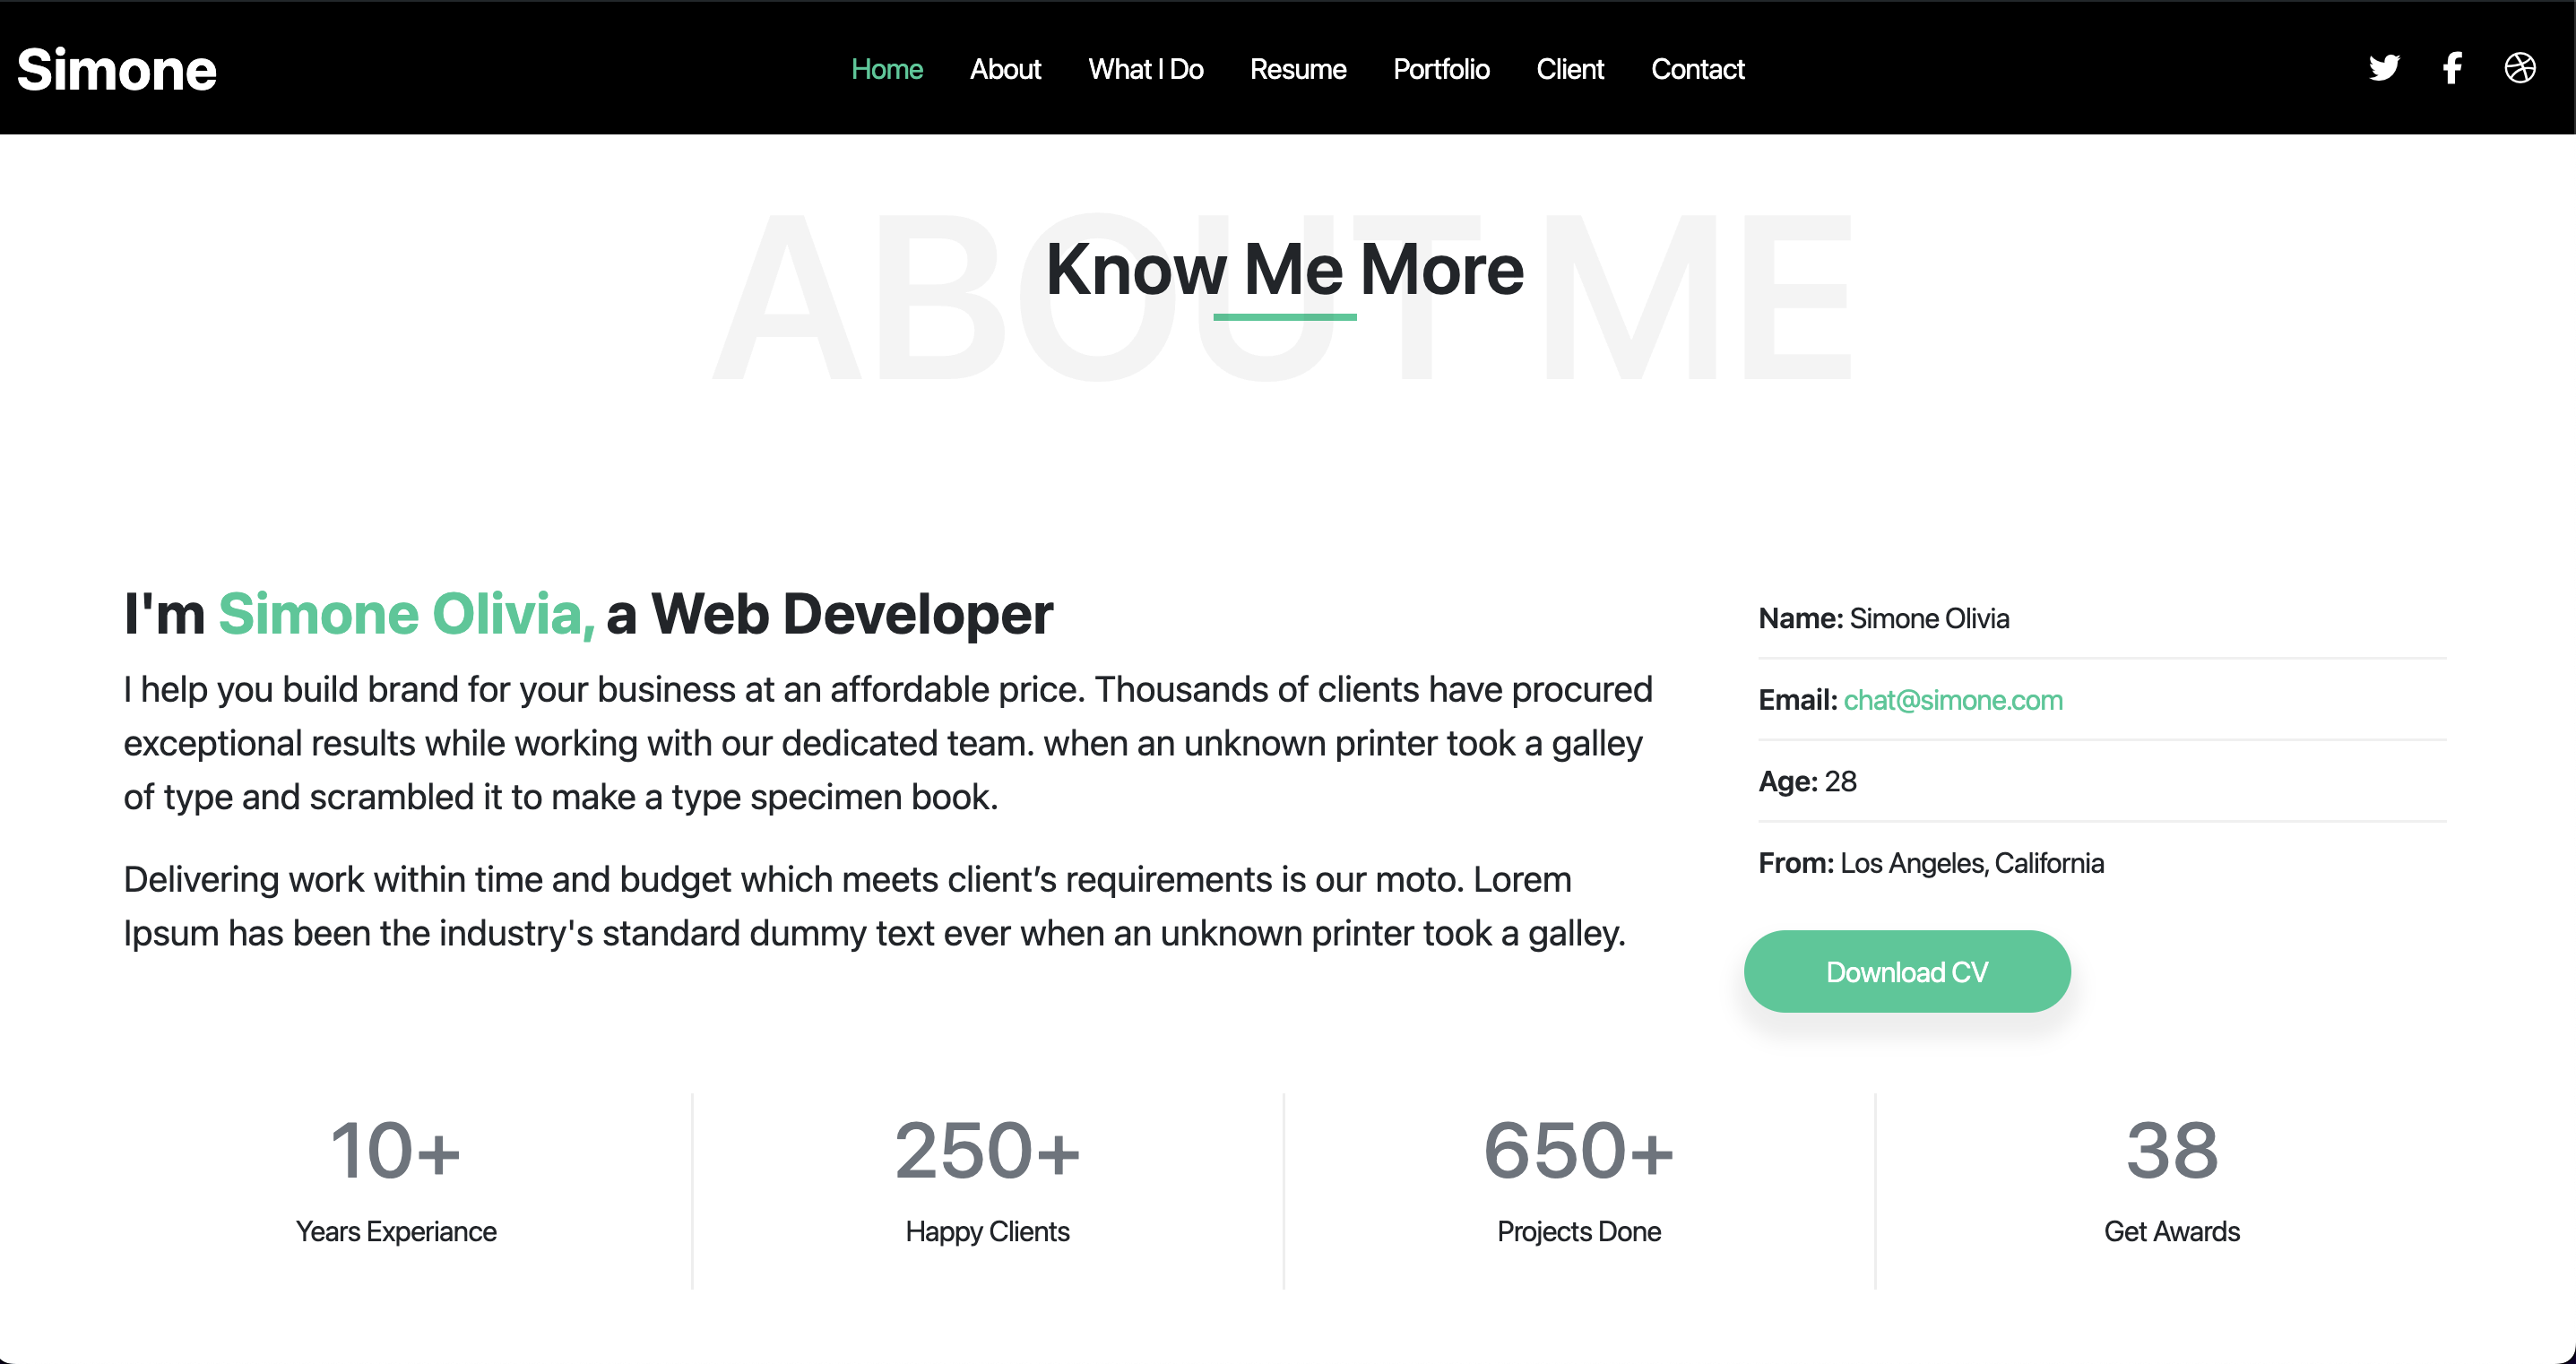 Simone
Home About What I Do Resume Portfolio Client Contact
ABOUT ME
Know Me More
I'm Simone Olivia, a Web Developer
I help you build brand for your business at an affordable price. Thousands of clients have procured
exceptional results while working with our dedicated team. when an unknown printer took a galley
of type and scrambled it to make a type specimen book.
Delivering work within time and budget which meets client’s requirements is our moto. Lorem
Ipsum has been the industry's standard dummy text ever when an unknown printer took a galley.
Name: Simone Olivia
Email: chat@simone.com
Age: 28
From: Los Angeles, California
Download CV
10+
Years Experiance
250+
Happy Clients
650+
Projects Done
38
Get Awards